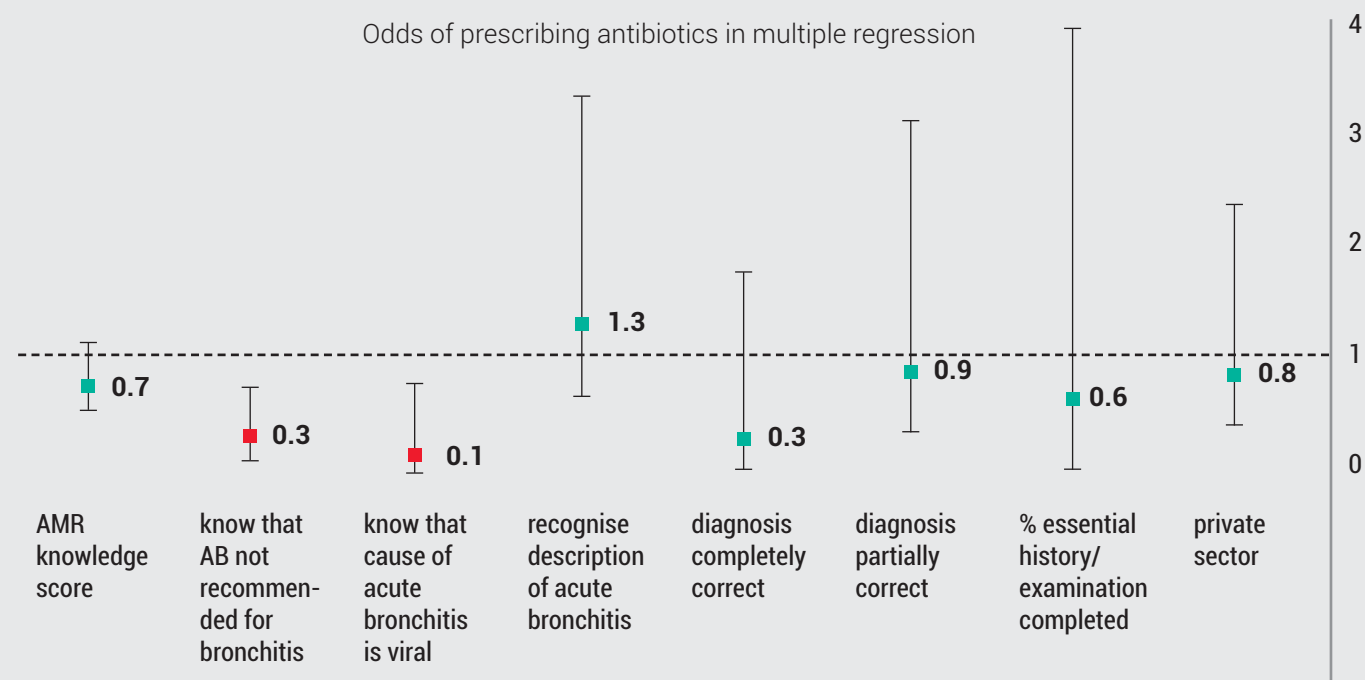 Odds of prescribing antibiotics in multiple regression
4
3
2
1
0
0.7
0.3
0.1
1.3
0.3
0.9
0.6
0.8
AMR
knowledge
score
know that
AB not
recommen-
ded for
bronchitis
know that
cause of
acute
bronchitis
is viral
recognise
description
of acute
bronchitis
diagnosis
completely
correct
diagnosis
partially
correct
% essential
history/
examination
completed
private
sector